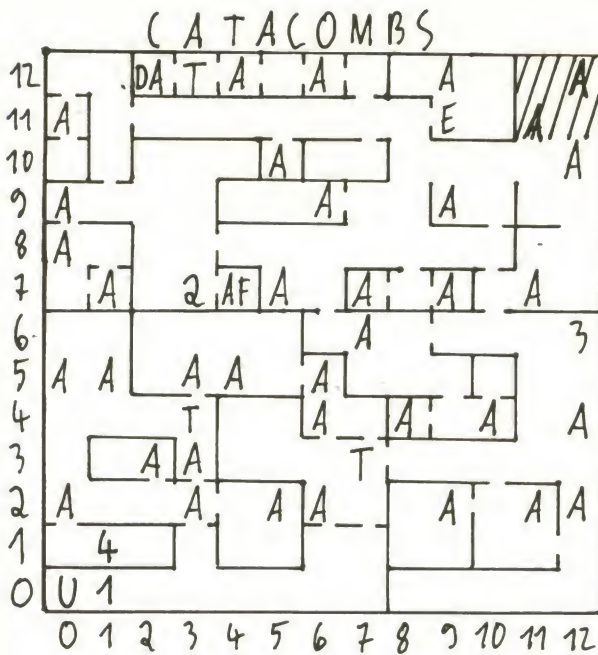 CATACOMBS
12 DA T A A A A
11 A E A
10 A A
9 A A A
8 A
7 A 2 AF A A A A
6 A 3
5 A A A A A
4 T A A A A
3 A A T
2 A A A A A A A
1 4
0 U 1
0 1 2 3 4 5 6 7 8 9 10 11 12